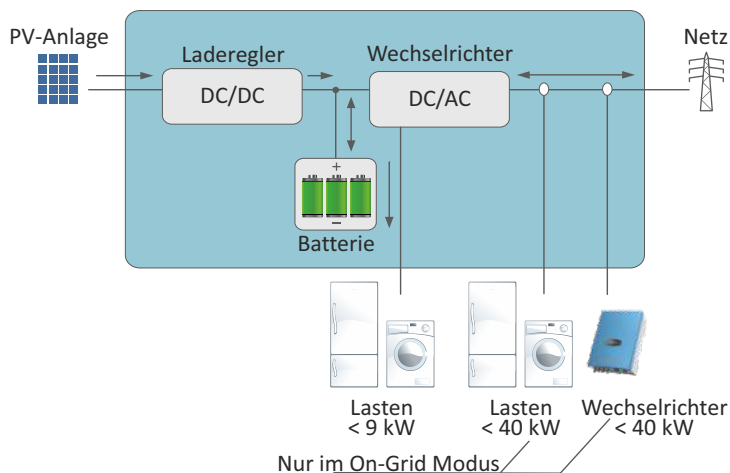 PV-Anlage
Laderegler
Wechselrichter
Netz
DC/DC
DC/AC
+
−
Batterie
Lasten
< 9 kW
Lasten
< 40 kW
Wechselrichter
< 40 kW
Nur im On-Grid Modus